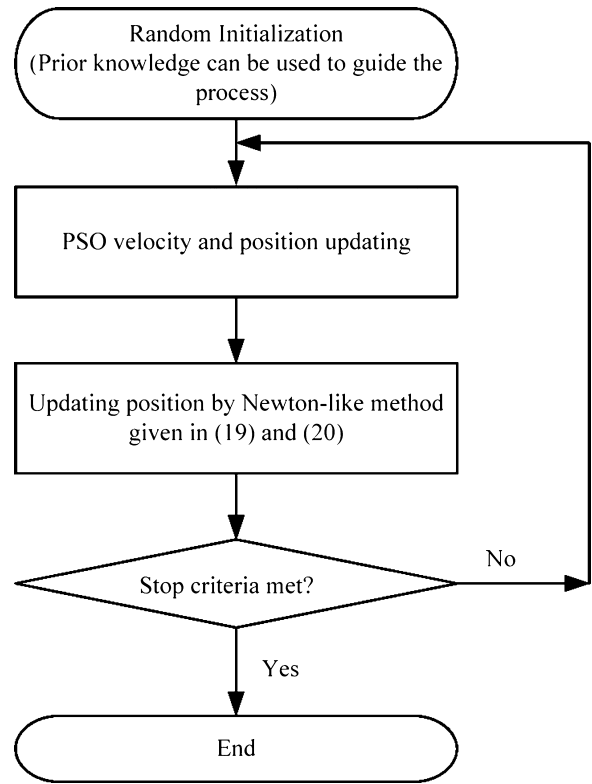 Random Initialization
(Prior knowledge can be used to guide the
process)
PSO velocity and position updating
Updating position by Newton-like method
given in (19) and (20)
Stop criteria met?
No
Yes
End